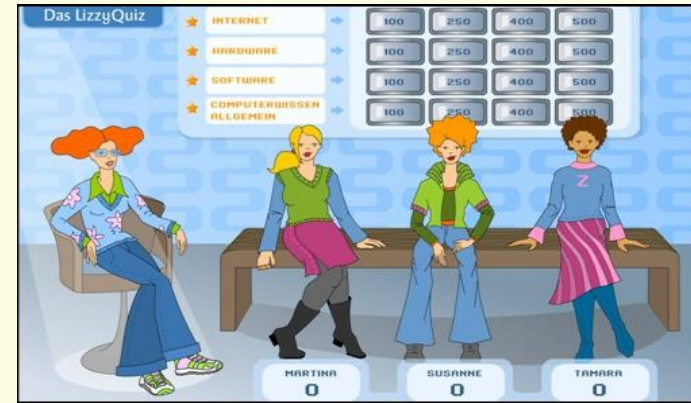 Das LizzyQuiz
INTERNET 100 250 400 500
HARDWARE 100 250 400 500
SOFTWARE 100 250 400 500
COMPUTERWISSEN
ALLGEMEIN 100 250 400 500
Z
MARTINA SUSANNE TAMARA
0 0 0